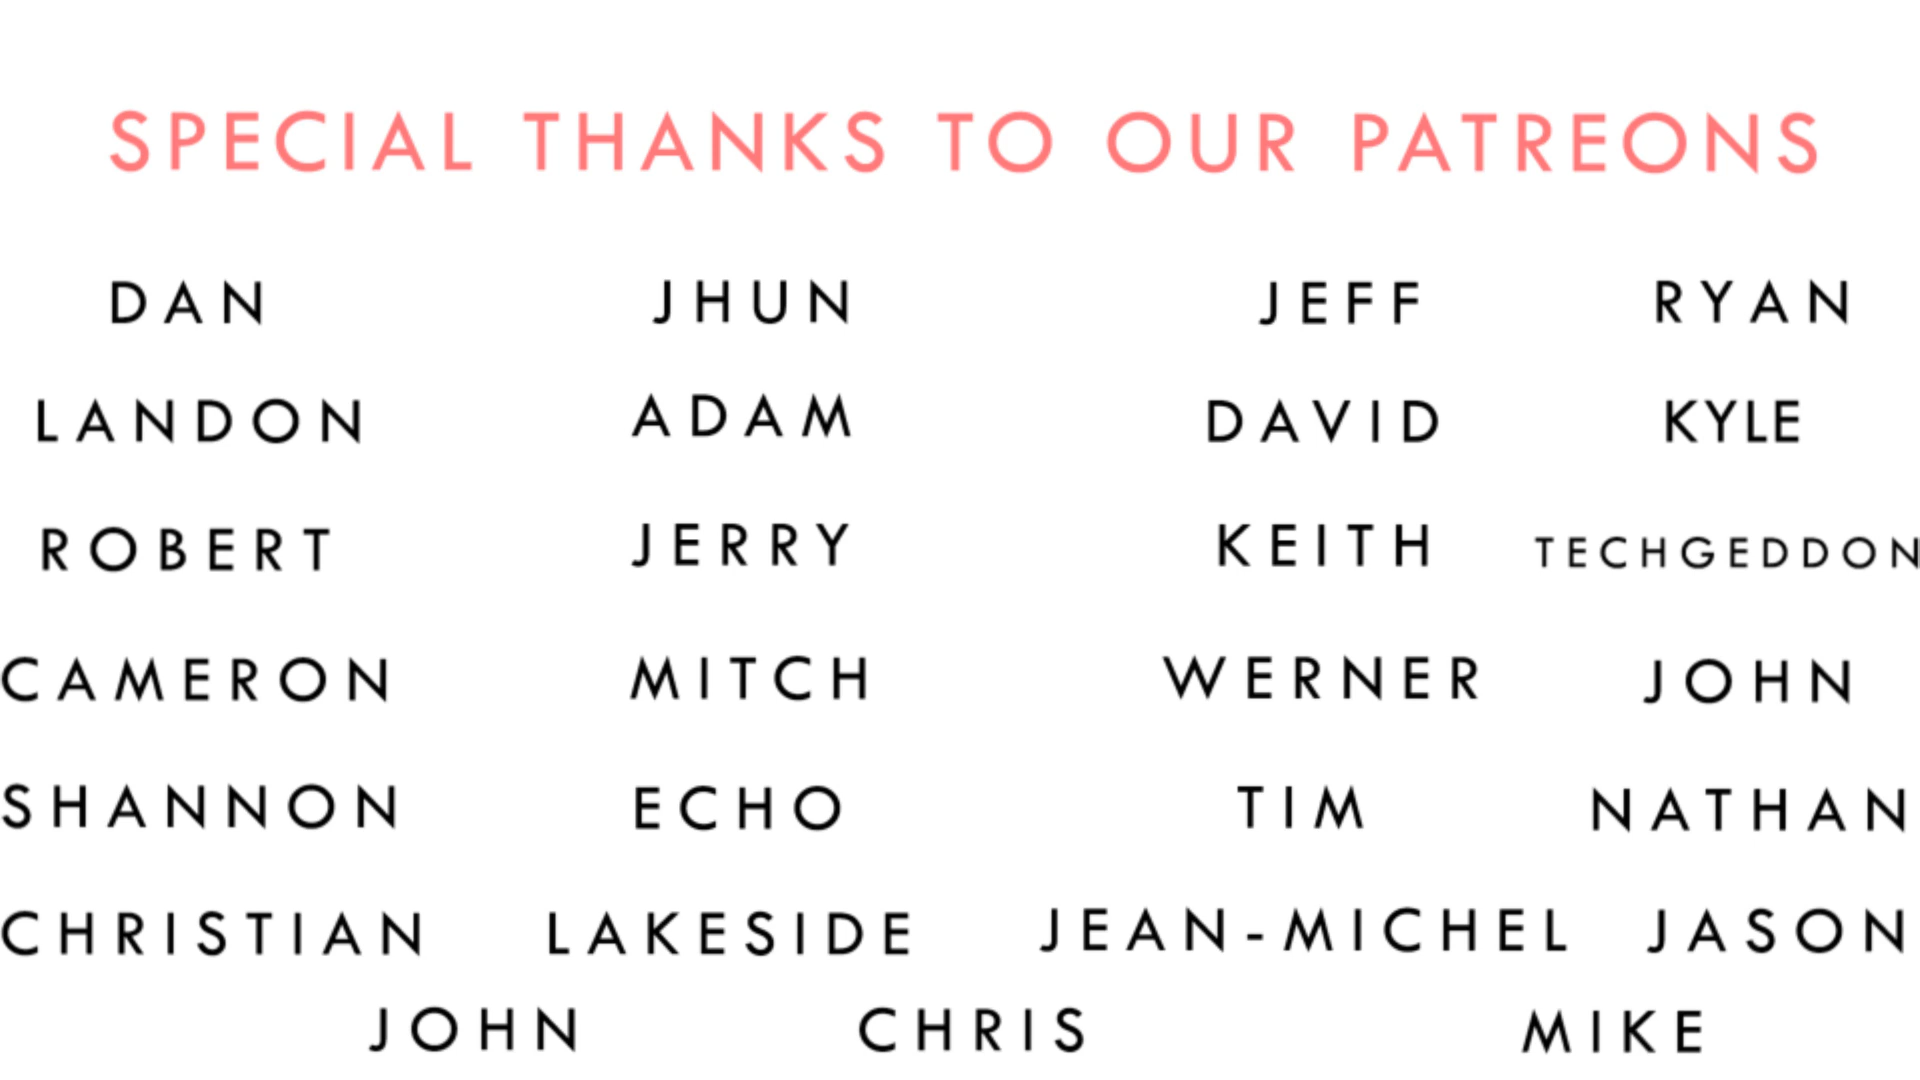 SPECIAL THANKS TO OUR PATREONS
DAN JHUN JEFF RYAN
LANDON ADAM DAVID KYLE
ROBERT JERRY KEITH TECHGEDDON
CAMERON MITCH WERNER JOHN
SHANNON ECHO TIM NATHAN
CHRISTIAN LAKESIDE JEAN-MICHEL JASON
JOHN CHRIS MIKE